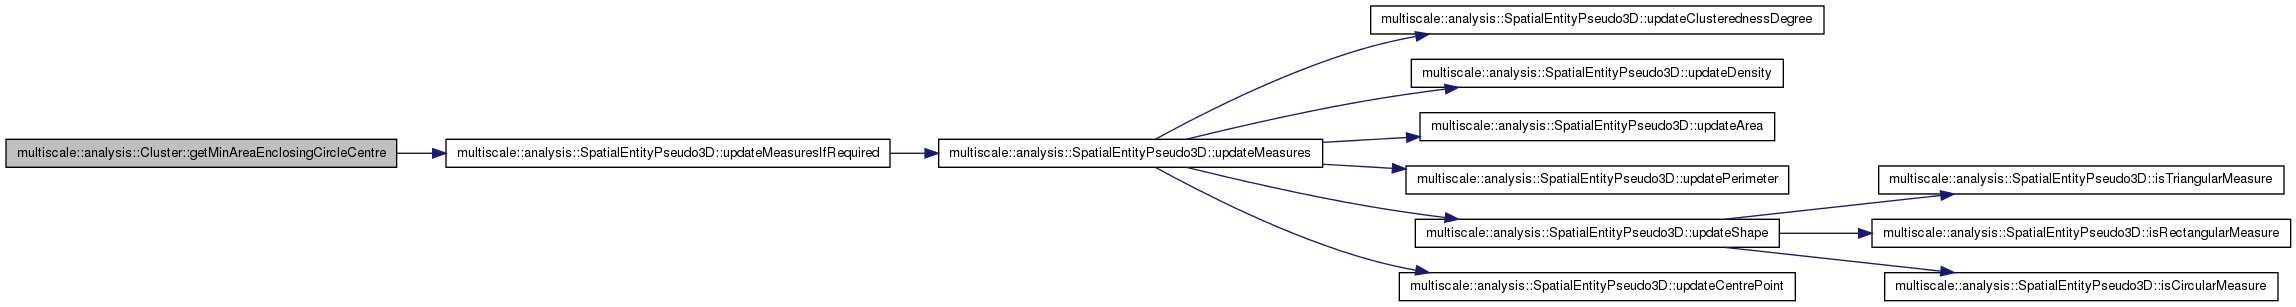 multiscale::analysis::Cluster::getMinAreaEnclosingCircleCentre
multiscale::analysis::SpatialEntityPseudo3D::updateMeasuresIfRequired
multiscale::analysis::SpatialEntityPseudo3D::updateMeasures
multiscale::analysis::SpatialEntityPseudo3D::updateClusterednessDegree
multiscale::analysis::SpatialEntityPseudo3D::updateDensity
multiscale::analysis::SpatialEntityPseudo3D::updateArea
multiscale::analysis::SpatialEntityPseudo3D::updatePerimeter
multiscale::analysis::SpatialEntityPseudo3D::updateShape
multiscale::analysis::SpatialEntityPseudo3D::updateCentrePoint
multiscale::analysis::SpatialEntityPseudo3D::isTriangularMeasure
multiscale::analysis::SpatialEntityPseudo3D::isRectangularMeasure
multiscale::analysis::SpatialEntityPseudo3D::isCircularMeasure